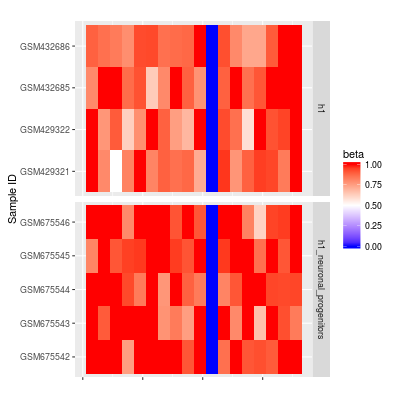 Sample ID
GSM432686
GSM432685
GSM429322
GSM429321
h1
GSM675546
GSM675545
GSM675544
GSM675543
GSM675542
h1_neuronal_progenitors
beta
1.00
0.75
0.50
0.25
0.00